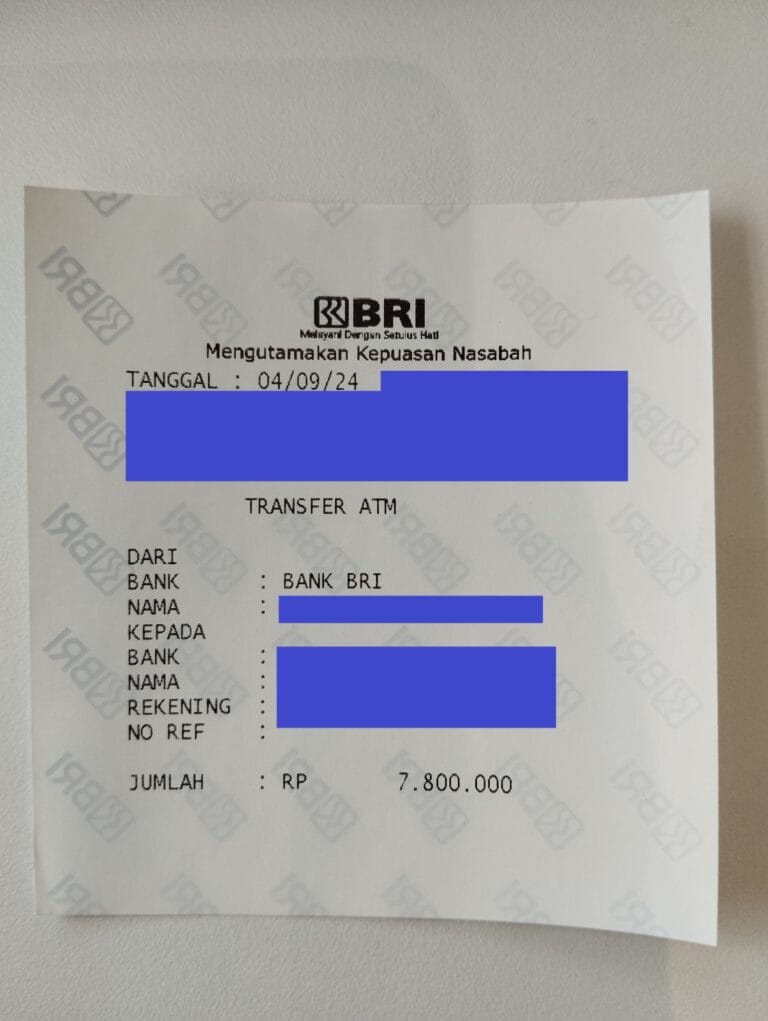 BRI
Melayani Dengan Setulus Hati
Mengutamakan Kepuasan Nasabah
TANGGAL : 04/09/24
TRANSFER ATM
DARI
BANK : BANK BRI
NAMA :
KEPADA
BANK :
NAMA :
REKENING :
NO REF :
JUMLAH : RP 7.800.000